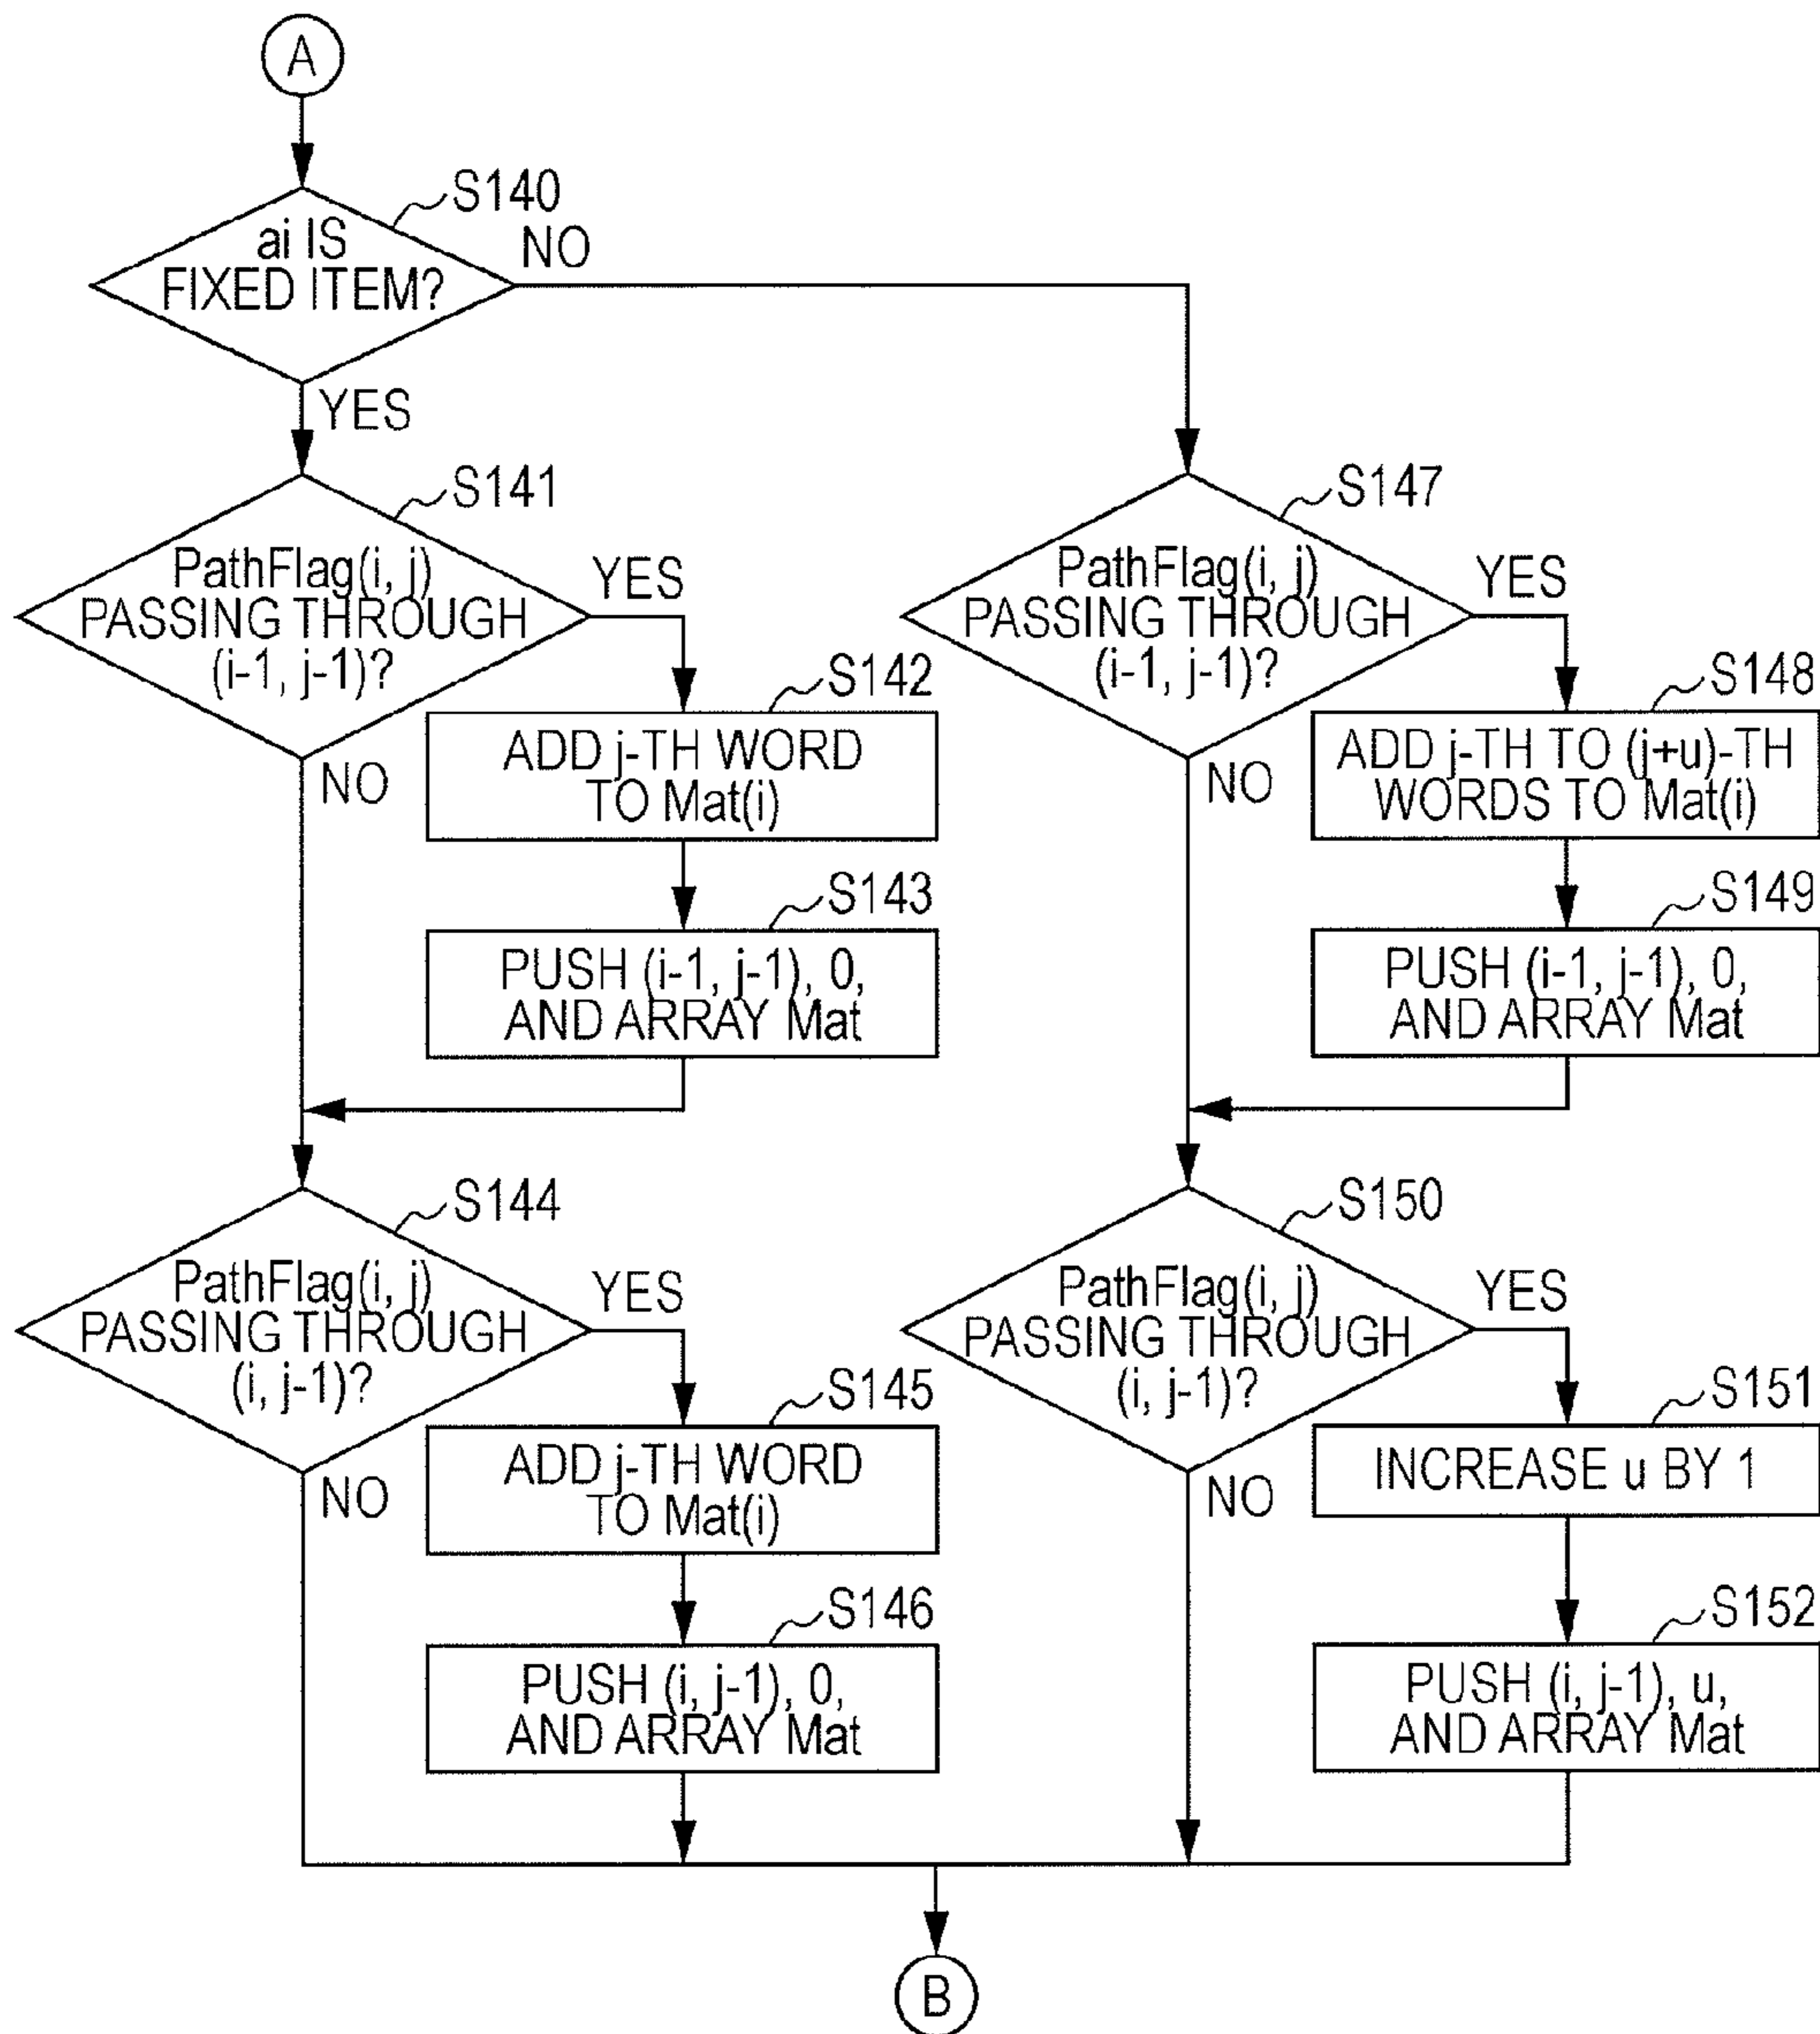 A
S140
ai IS
FIXED ITEM?
NO
YES
S141
PathFlag(i, j)
PASSING THROUGH
(i-1, j-1)?
YES
NO
S142
ADD j-TH WORD
TO Mat(i)
S143
PUSH (i-1, j-1), 0,
AND ARRAY Mat
S144
PathFlag(i, j)
PASSING THROUGH
(i, j-1)?
YES
NO
S145
ADD j-TH WORD
TO Mat(i)
S146
PUSH (i, j-1), 0,
AND ARRAY Mat
S147
PathFlag(i, j)
PASSING THROUGH
(i-1, j-1)?
YES
NO
S148
ADD j-TH TO (j+u)-TH
WORDS TO Mat(i)
S149
PUSH (i-1, j-1), 0,
AND ARRAY Mat
S150
PathFlag(i, j)
PASSING THROUGH
(i, j-1)?
YES
NO
S151
INCREASE u BY 1
S152
PUSH (i, j-1), u,
AND ARRAY Mat
B